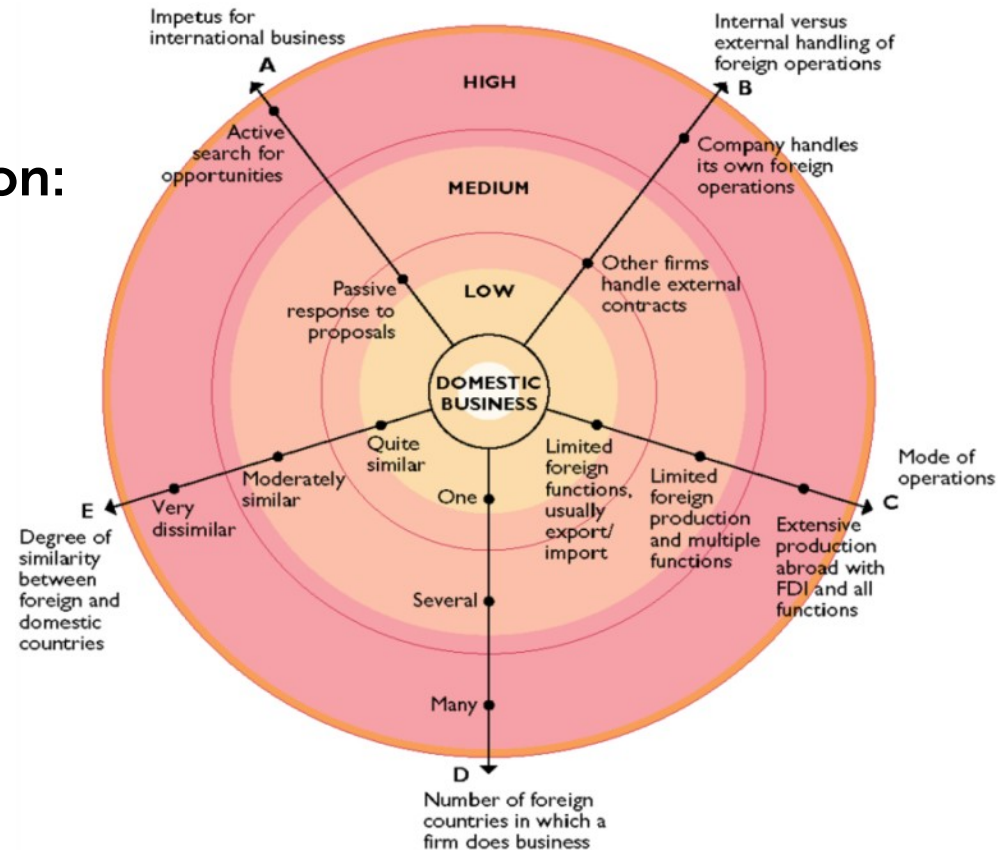 Impetus for
international business
A
Internal versus
external handling of
foreign operations
B
HIGH
Active
search for
opportunities
on:
Company handles
its own foreign
operations
MEDIUM
Other firms
handle external
contracts
Passive
response to
proposals
LOW
DOMESTIC
BUSINESS
Quite
similar
Moderately
similar
Very
dissimilar
E
Degree of
similarity
between
foreign and
domestic
countries
One
Several
Many
D
Number of foreign
countries in which a
firm does business
Limited
foreign
functions,
usually
export/
import
Limited
foreign
production
and multiple
functions
Extensive
production
abroad with
FDI and all
functions
Mode of
operations
C